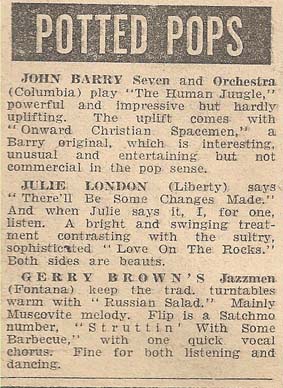 POTTED POPS
JOHN BARRY Seven and Orchestra
(Columbia) play "The Human Jungle,"
powerful and impressive but hardly
uplifting. The uplift comes with
"Onward Christian Spacemen," a
Barry original, which is interesting,
unusual and entertaining but not
commercial in the pop sense.
JULIE LONDON (Liberty) says
"There'll Be Some Changes Made."
And when Julie says it, I, for one,
listen. A bright and swinging treat-
ment contrasting with the sultry,
sophisticated "Love On The Rocks."
Both sides are beauts.
GERRY BROWN'S Jazzmen
(Fontana) keep the trad. turntables
warm with "Russian Salad." Mainly
Muscovite melody. Flip is a Satchmo
number, "Struttin' With Some
Barbecue," with one quick vocal
chorus. Fine for both listening and
dancing.